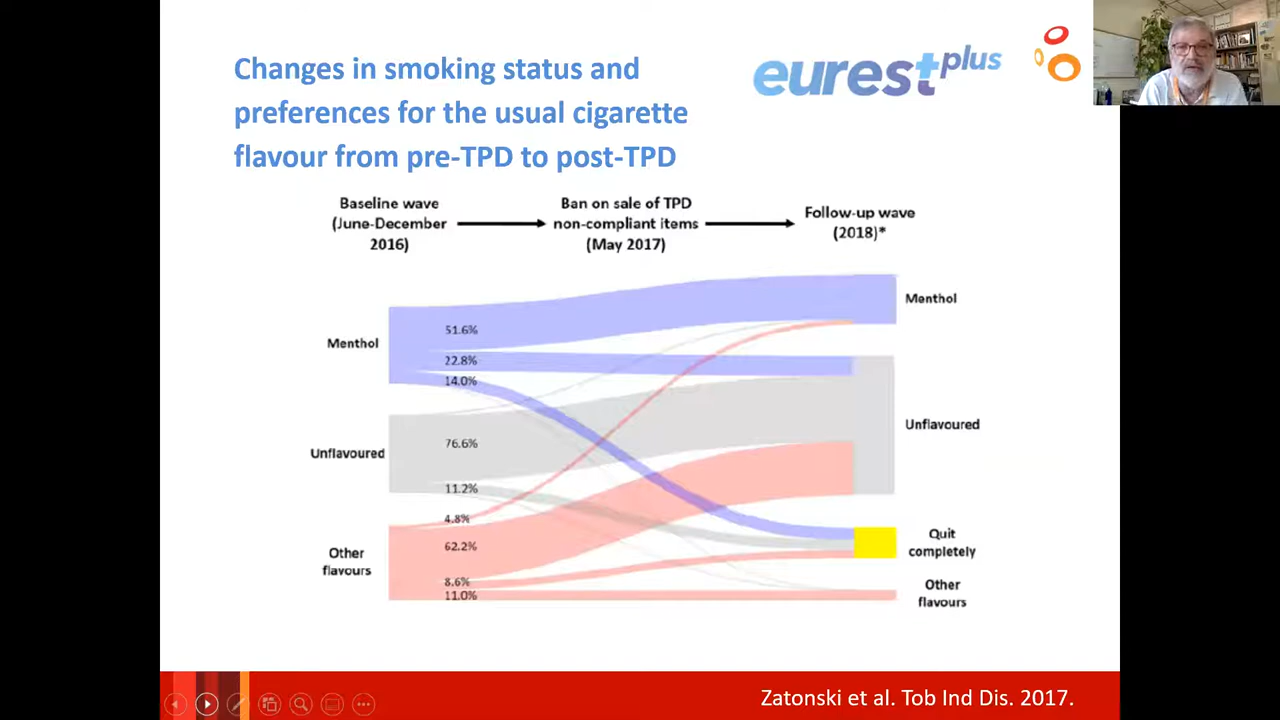 Changes in smoking status and
preferences for the usual cigarette
flavour from pre-TPD to post-TPD
eurestplus
Baseline wave
(June-December
2016)
Ban on sale of TPD
non-compliant items
(May 2017)
Follow-up wave
(2018)*
Menthol
51.6%
22.8%
14.0%
Unflavoured
76.6%
11.2%
Other
flavours
4.8%
62.2%
8.6%
11.0%
Menthol
Unflavoured
Quit
completely
Other
flavours
Zatonski et al. Tob Ind Dis. 2017.